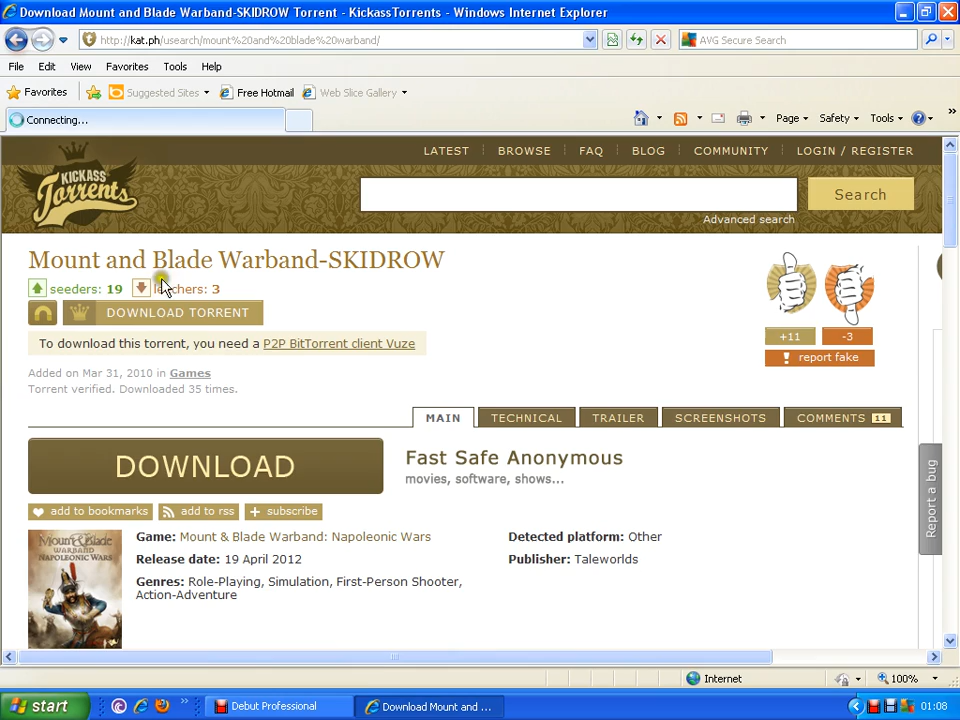 Download Mount and Blade Warband-SKIDROW Torrent - KickassTorrents - Windows Internet Explorer
http://kat.ph/usearch/mount%20and%20blade%20warband/
AVG Secure Search
File Edit View Favorites Tools Help
Favorites Suggested Sites Free Hotmail Web Slice Gallery
Connecting...
Page Safety Tools
LATEST BROWSE FAQ BLOG COMMUNITY LOGIN / REGISTER
KICKASS
Torrents
Search
Advanced search
Mount and Blade Warband-SKIDROW
seeders: 19 leechers: 3
DOWNLOAD TORRENT
+11 -3
To download this torrent, you need a P2P BitTorrent client Vuze
report fake
Added on Mar 31, 2010 in Games
Torrent verified. Downloaded 35 times.
MAIN TECHNICAL TRAILER SCREENSHOTS COMMENTS 11
DOWNLOAD
Fast Safe Anonymous
movies, software, shows...
Report a bug
add to bookmarks add to rss subscribe
Mount&Blade
WARBAND
NAPOLEONIC WARS
Game: Mount & Blade Warband: Napoleonic Wars
Detected platform: Other
Release date: 19 April 2012
Publisher: Taleworlds
Genres: Role-Playing, Simulation, First-Person Shooter,
Action-Adventure
Internet 100%
start Debut Professional Download Mount and ... 01:08